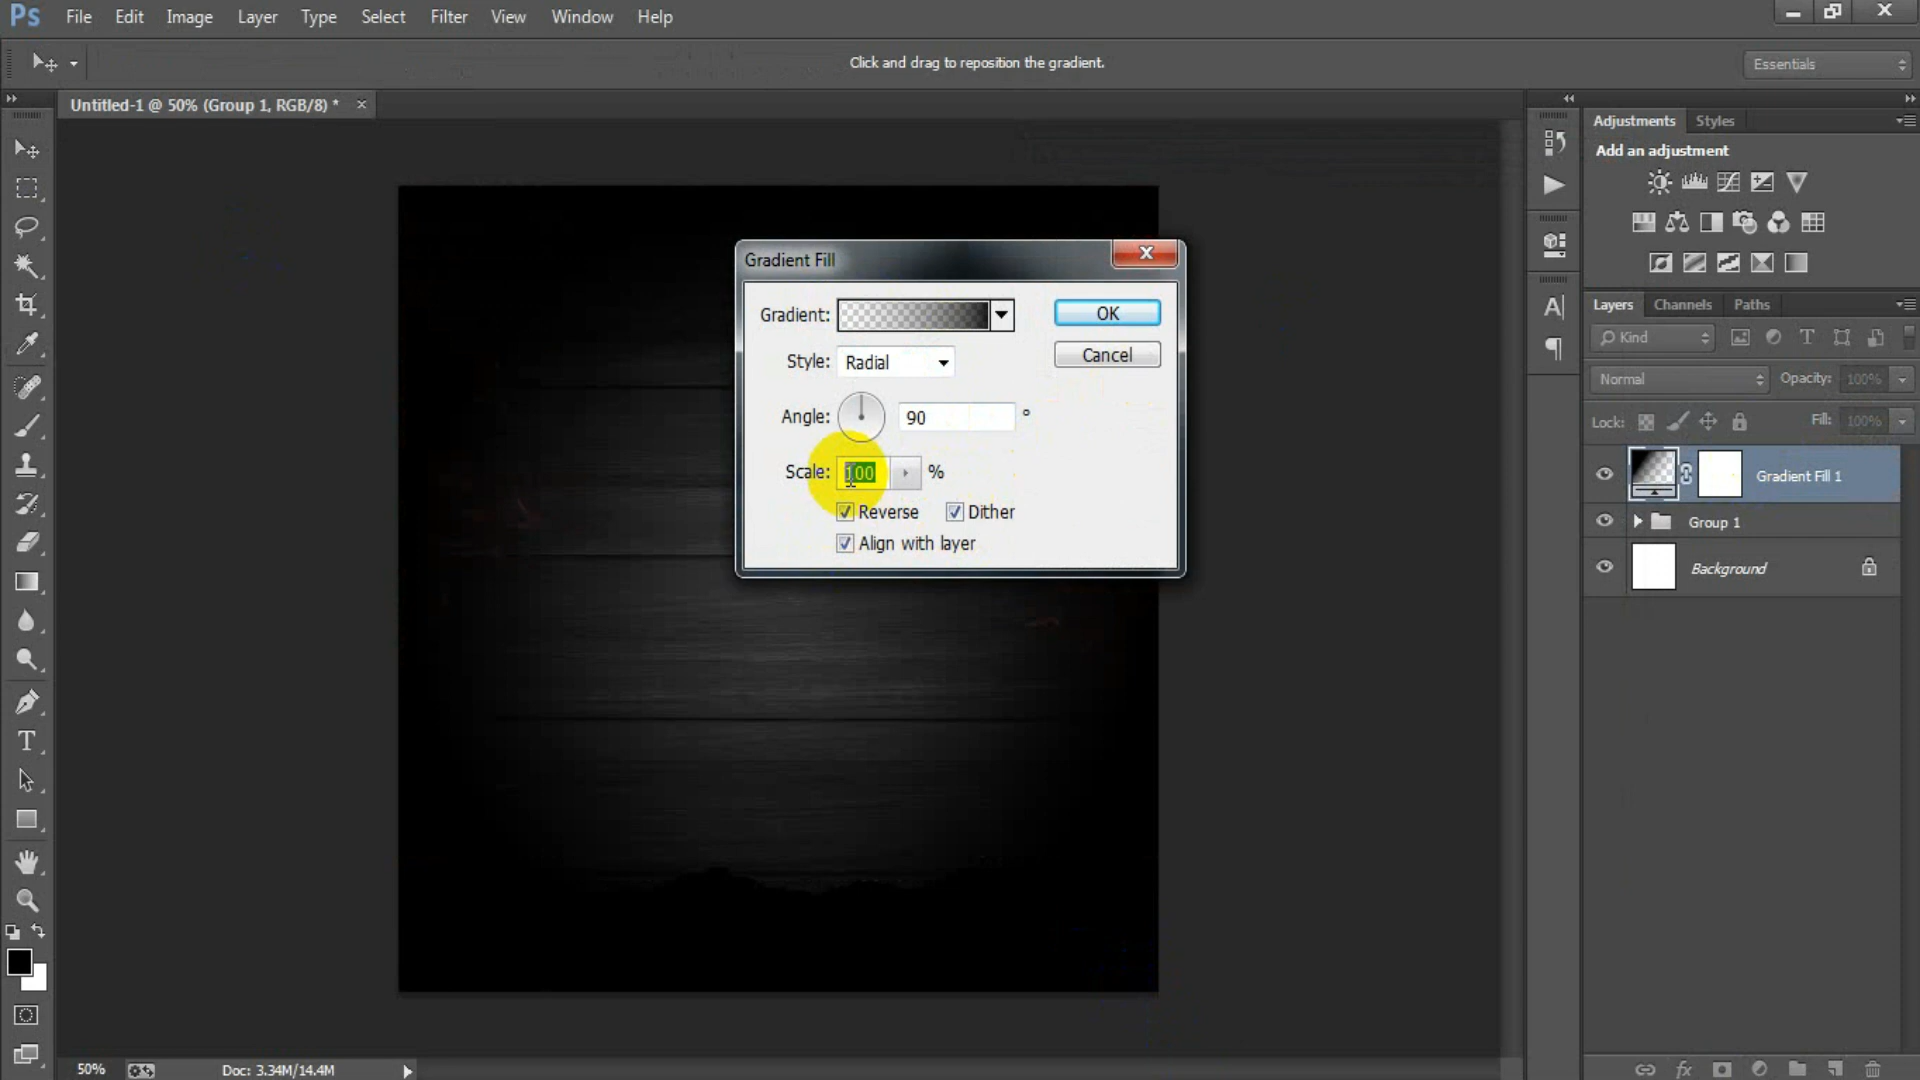 Ps File Edit Image Layer Type Select Filter View Window Help
Click and drag to reposition the gradient.
Essentials
Untitled-1 @ 50% (Group 1, RGB/8) *
Adjustments Styles
Add an adjustment
Gradient Fill
Gradient:
OK
Style: Radial
Cancel
Angle: 90 °
Scale: 100 %
Reverse Dither
Align with layer
Layers Channels Paths
Kind
Normal Opacity: 100%
Lock: Fill: 100%
Gradient Fill 1
Group 1
Background
50% Doc: 3.34M/14.4M